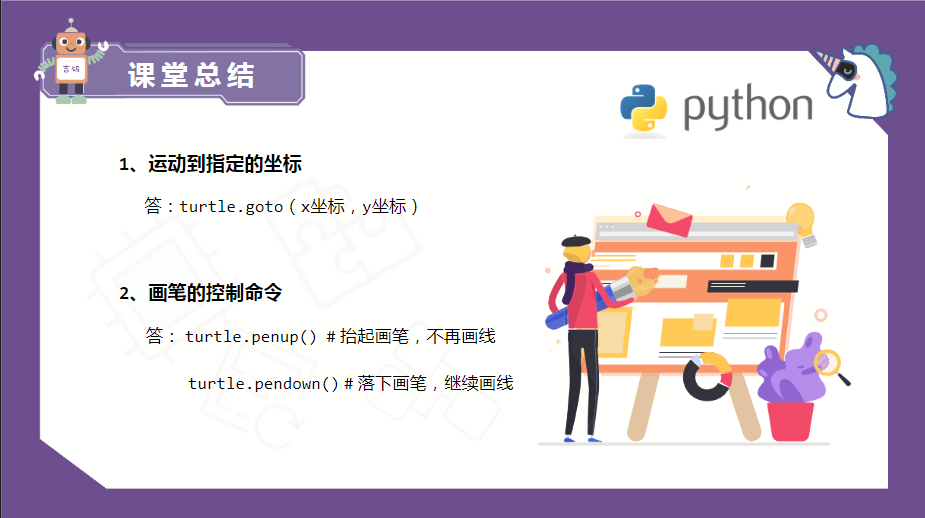 课堂总结
python
1、运动到指定的坐标
答：turtle.goto（x坐标，y坐标）
2、画笔的控制命令
答： turtle.penup() # 抬起画笔，不再画线
turtle.pendown() # 落下画笔，继续画线